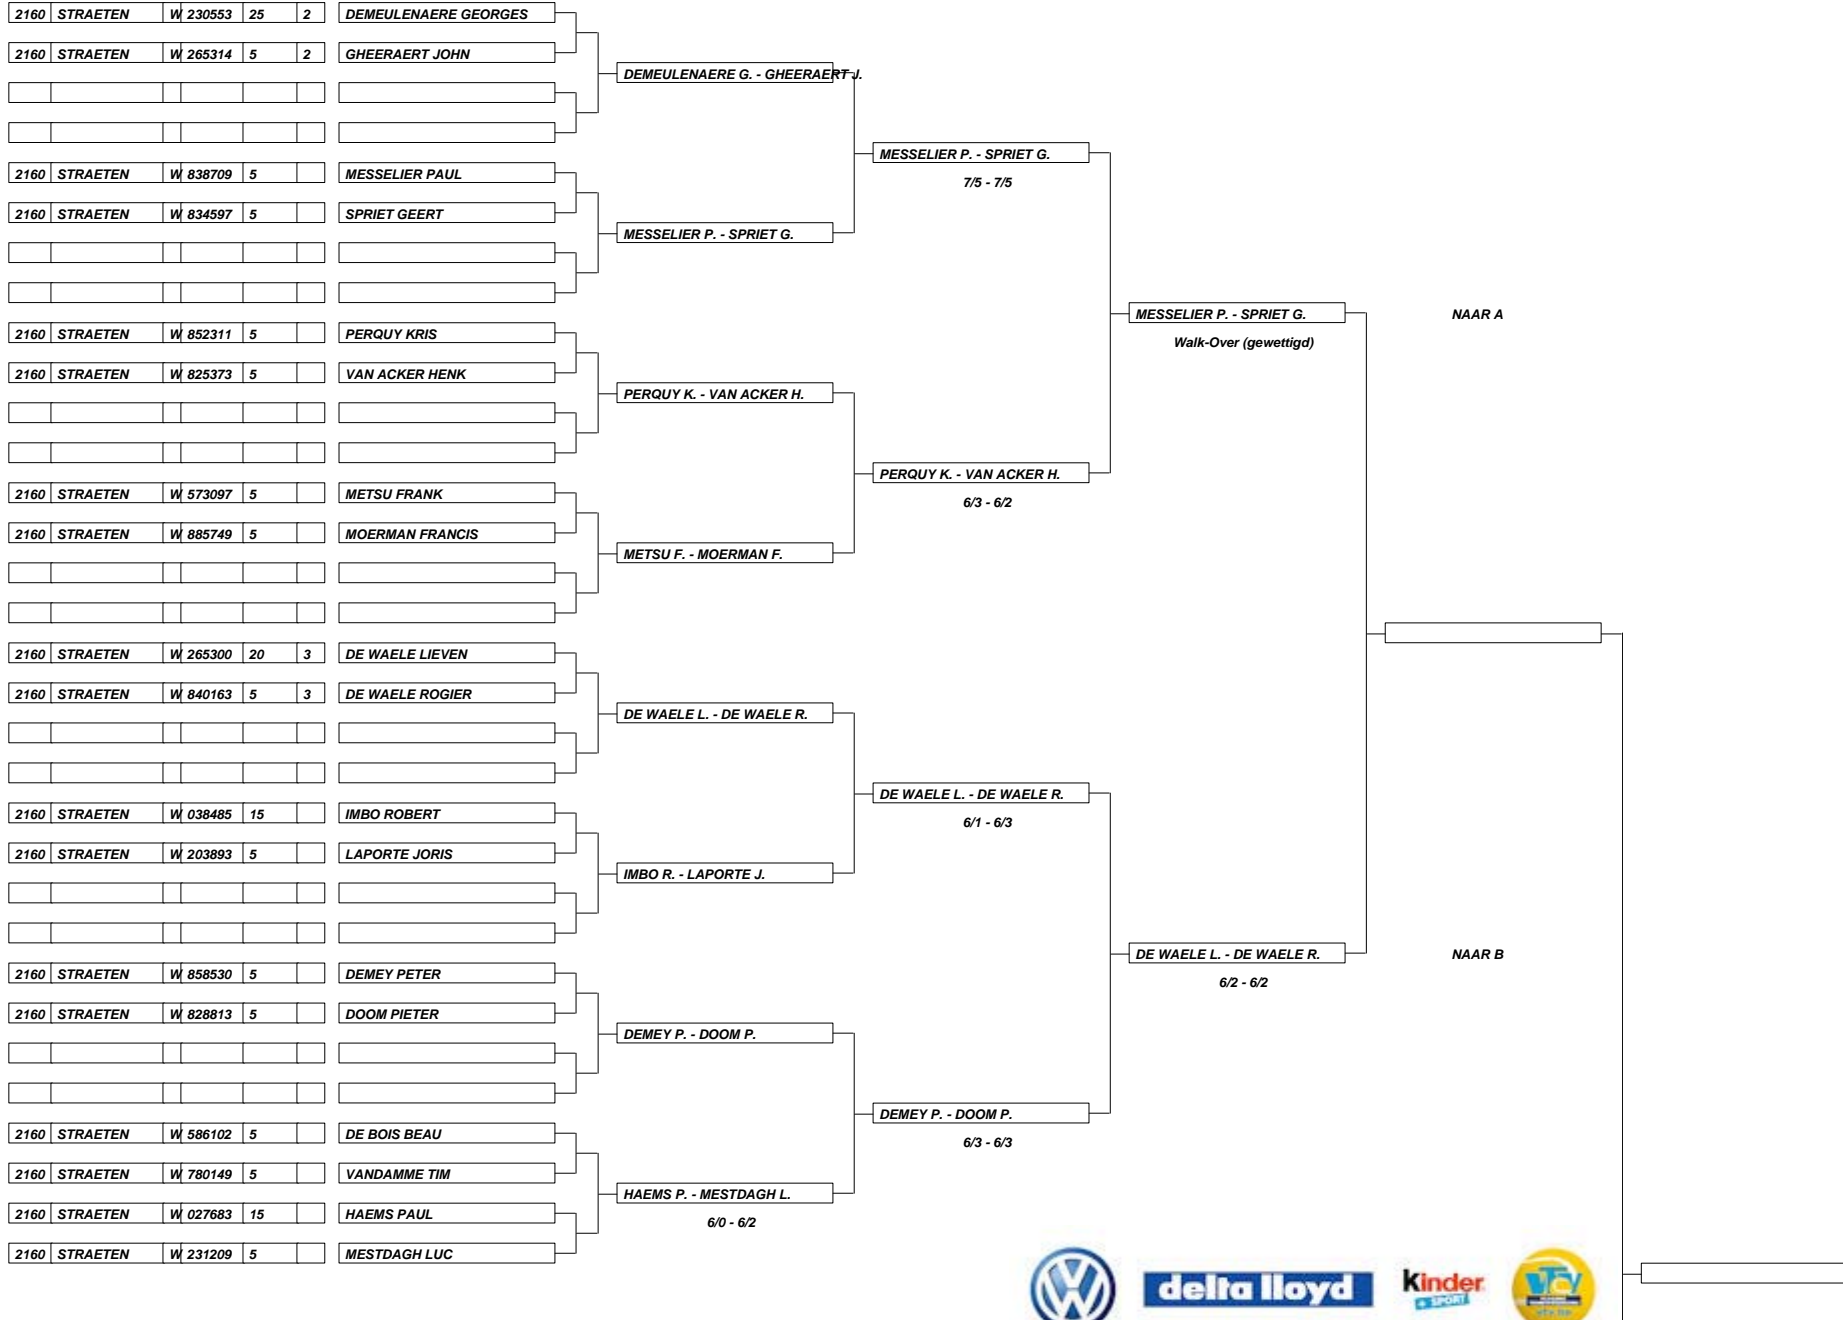 2160 STRAETEN W 230553 25 2 DEMEULENAERE GEORGES
2160 STRAETEN W 265314 5 2 GHEERAERT JOHN
DEMEULENAERE G. - GHEERAERT J.
MESSELIER P. - SPRIET G.
2160 STRAETEN W 838709 5 MESSELIER PAUL
7/5 - 7/5
2160 STRAETEN W 834597 5 SPRIET GEERT
MESSELIER P. - SPRIET G.
MESSELIER P. - SPRIET G. NAAR A
2160 STRAETEN W 852311 5 PERQUY KRIS
Walk-Over (gewettigd)
2160 STRAETEN W 825373 5 VAN ACKER HENK
PERQUY K. - VAN ACKER H.
PERQUY K. - VAN ACKER H.
2160 STRAETEN W 573097 5 METSU FRANK
6/3 - 6/2
2160 STRAETEN W 885749 5 MOERMAN FRANCIS
METSU F. - MOERMAN F.
2160 STRAETEN W 265300 20 3 DE WAELE LIEVEN
2160 STRAETEN W 840163 5 3 DE WAELE ROGIER
DE WAELE L. - DE WAELE R.
DE WAELE L. - DE WAELE R.
2160 STRAETEN W 038485 15 IMBO ROBERT
6/1 - 6/3
2160 STRAETEN W 203893 5 LAPORTE JORIS
IMBO R. - LAPORTE J.
DE WAELE L. - DE WAELE R. NAAR B
2160 STRAETEN W 858530 5 DEMEY PETER
6/2 - 6/2
2160 STRAETEN W 828813 5 DOOM PIETER
DEMEY P. - DOOM P.
DEMEY P. - DOOM P.
2160 STRAETEN W 586102 5 DE BOIS BEAU
6/3 - 6/3
2160 STRAETEN W 780149 5 VANDAMME TIM
HAEMS P. - MESTDAGH L.
2160 STRAETEN W 027683 15 HAEMS PAUL
6/0 - 6/2
2160 STRAETEN W 231209 5 MESTDAGH LUC
VW delta lloyd kinder VTV
+ SPORT